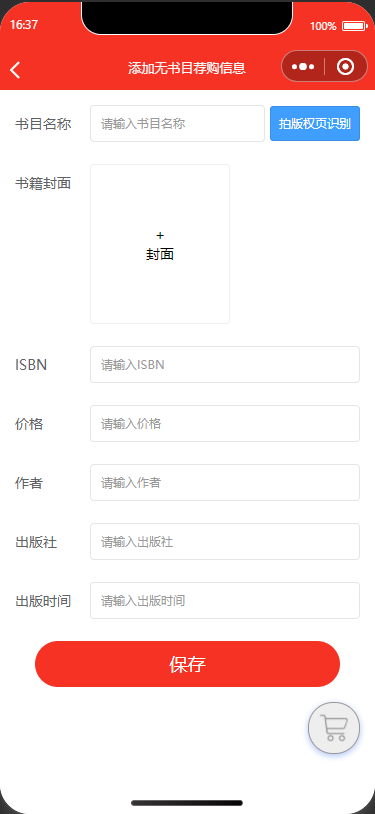 16:37
100%
添加无书目荐购信息
书目名称 请输入书目名称 拍版权页识别
书籍封面
+
封面
ISBN 请输入ISBN
价格 请输入价格
作者 请输入作者
出版社 请输入出版社
出版时间 请输入出版时间
保存